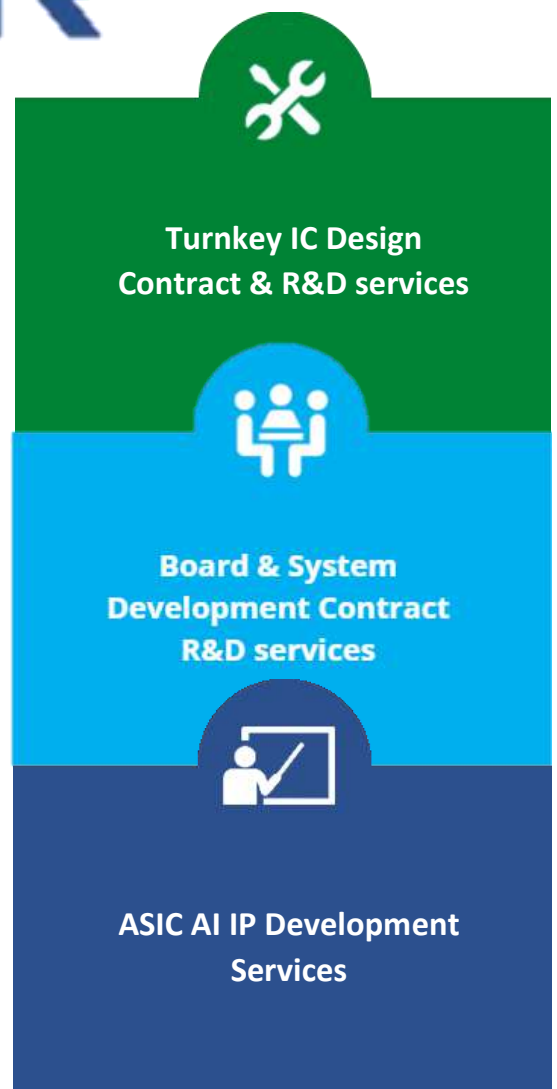 Turnkey IC Design
Contract & R&D services
Board & System
Development Contract
R&D services
ASIC AI IP Development
Services